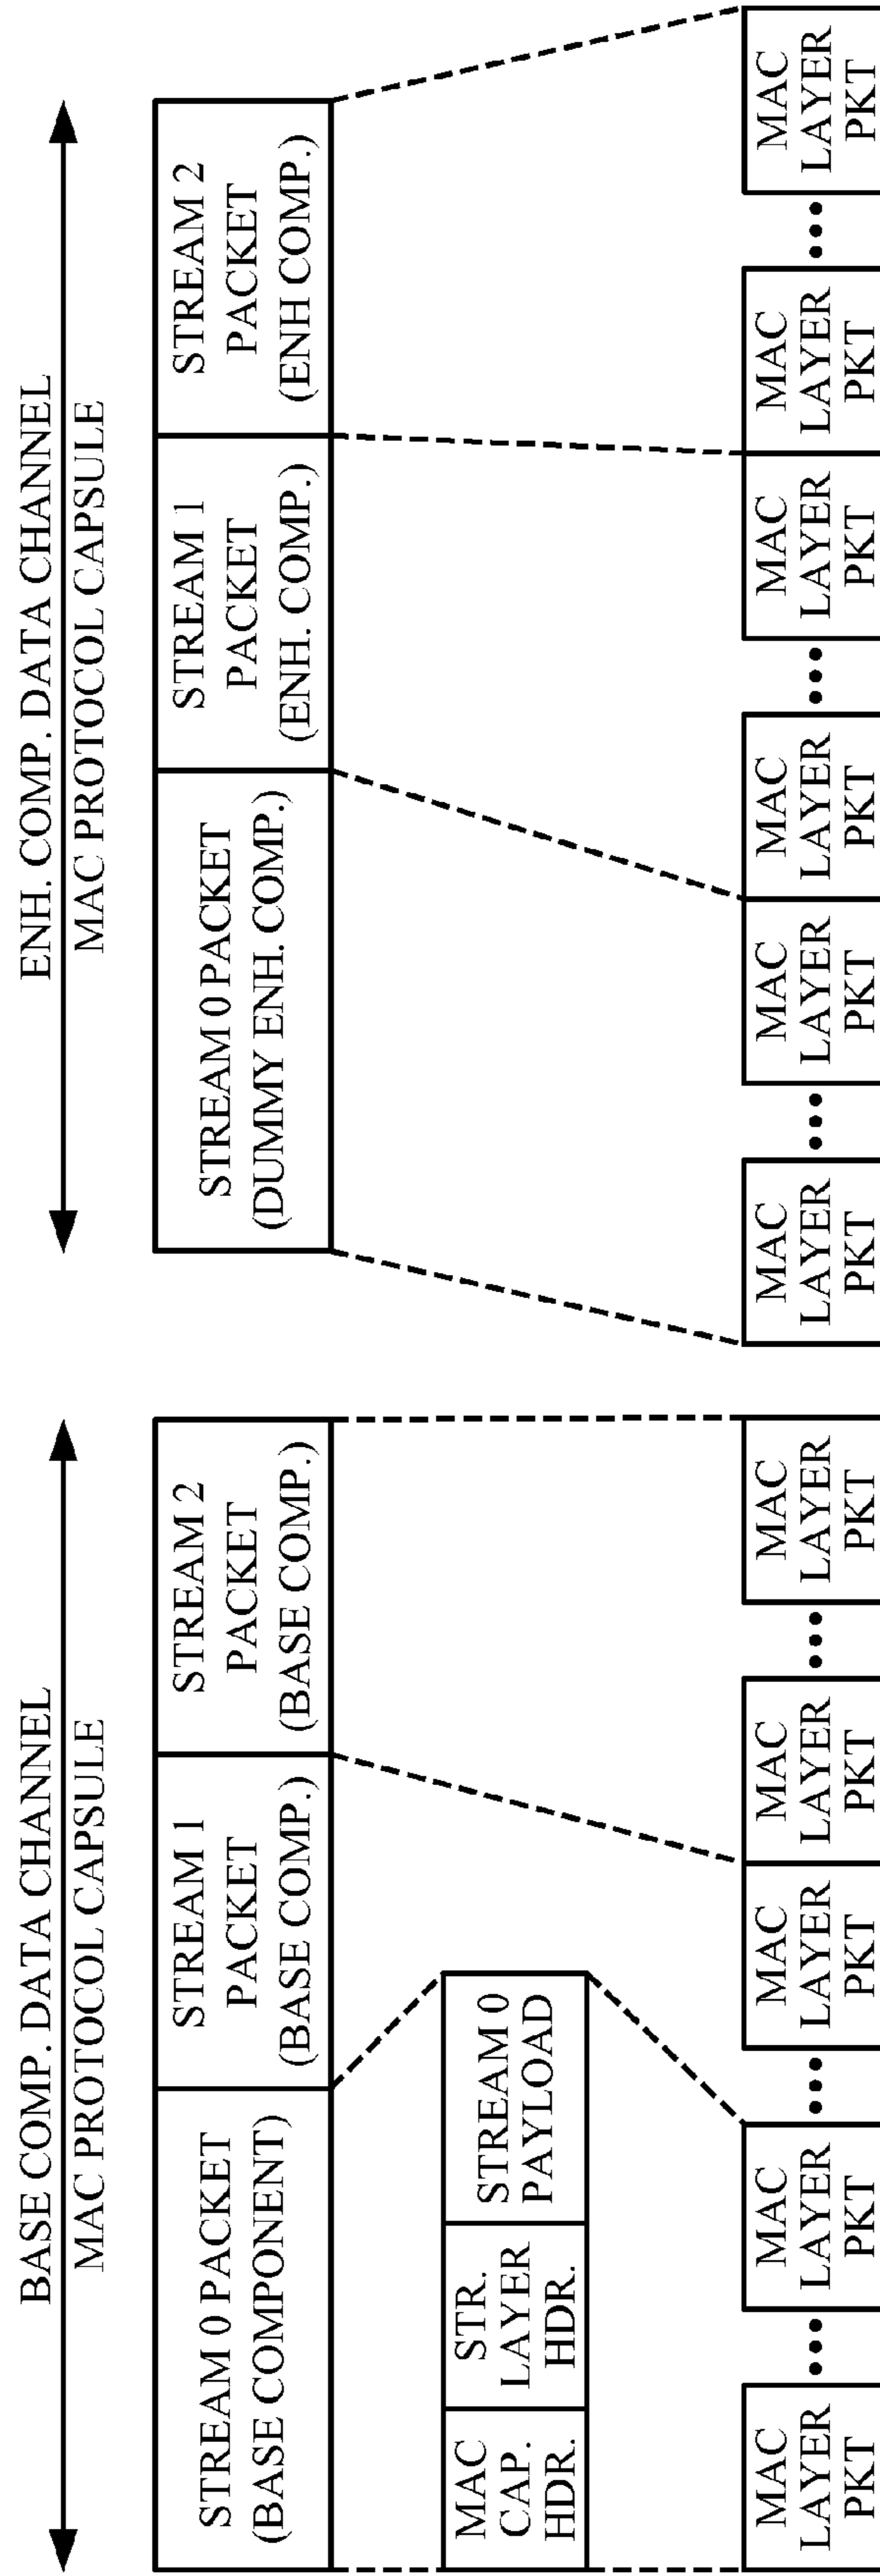 BASE COMP. DATA CHANNEL
MAC PROTOCOL CAPSULE
ENH. COMP. DATA CHANNEL
MAC PROTOCOL CAPSULE
STREAM 0 PACKET
(BASE COMPONENT)
STREAM 1
PACKET
(BASE COMP.)
STREAM 2
PACKET
(BASE COMP.)
STREAM 0 PACKET
(DUMMY ENH. COMP.)
STREAM 1
PACKET
(ENH. COMP.)
STREAM 2
PACKET
(ENH COMP.)
MAC
CAP.
HDR.
STR.
LAYER
HDR.
STREAM 0
PAYLOAD
MAC
LAYER
PKT
•••
MAC
LAYER
PKT
•••
MAC
LAYER
PKT
MAC
LAYER
PKT
•••
MAC
LAYER
PKT
MAC
LAYER
PKT
•••
MAC
LAYER
PKT
MAC
LAYER
PKT
•••
MAC
LAYER
PKT
MAC
LAYER
PKT
•••
MAC
LAYER
PKT